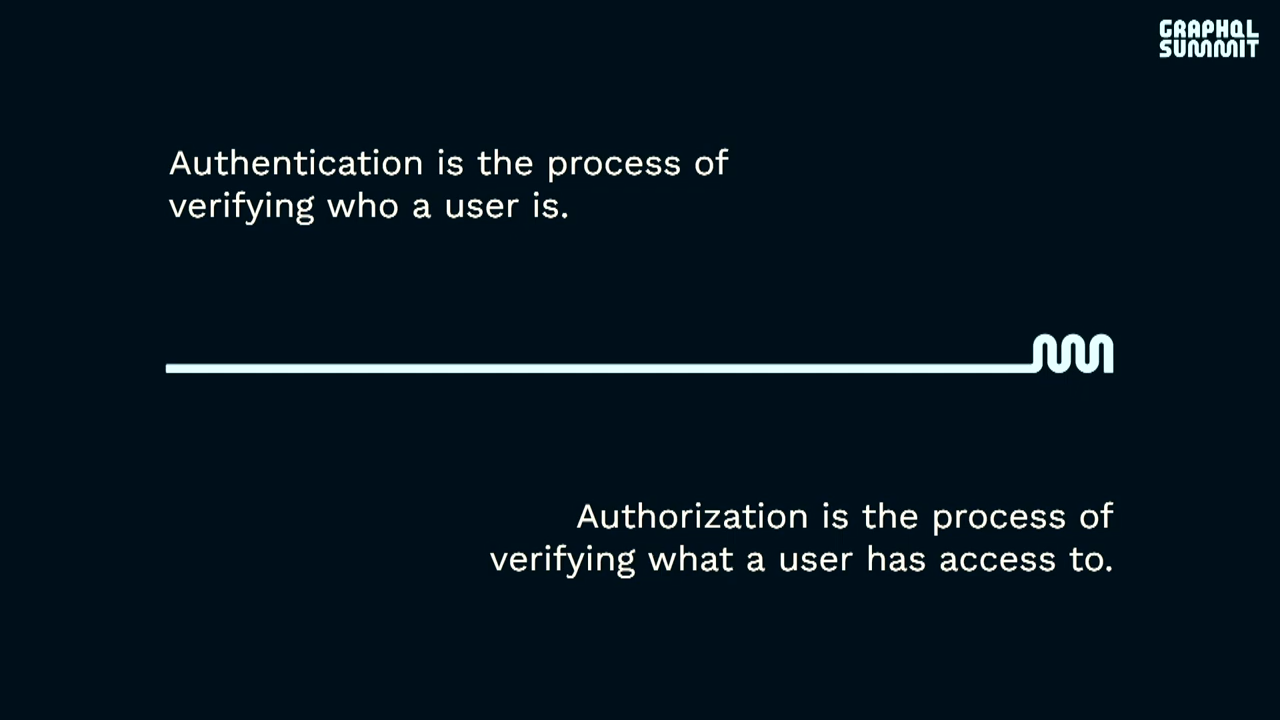 GRAPHQL
SUMMIT
Authentication is the process of
verifying who a user is.
Authorization is the process of
verifying what a user has access to.